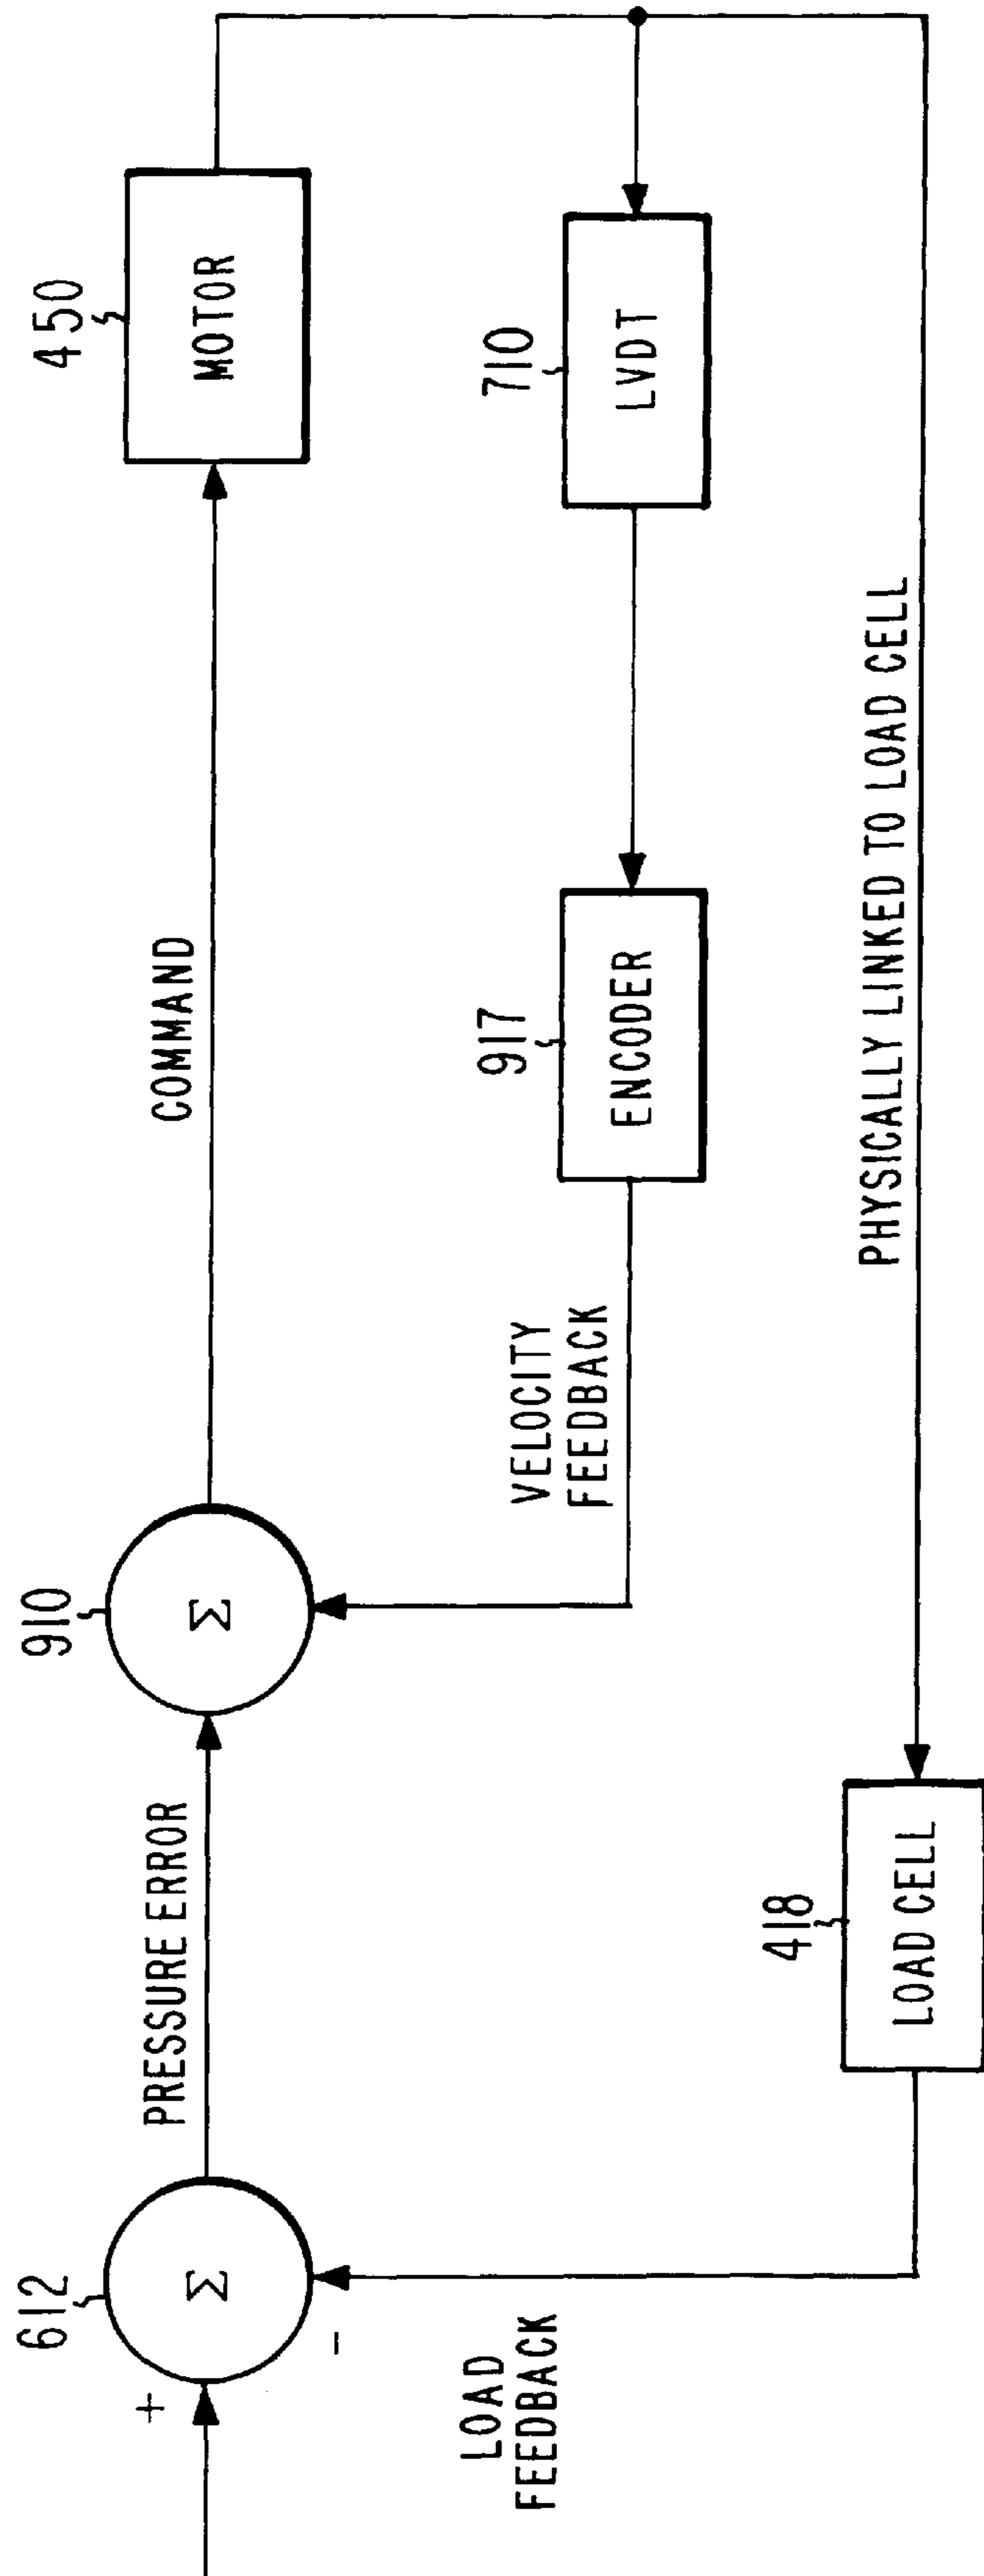 612
Σ
+
-
PRESSURE ERROR
910
Σ
COMMAND
450
MOTOR
LOAD
FEEDBACK
VELOCITY
FEEDBACK
917
ENCODER
710
LVDT
418
LOAD CELL
PHYSICALLY LINKED TO LOAD CELL